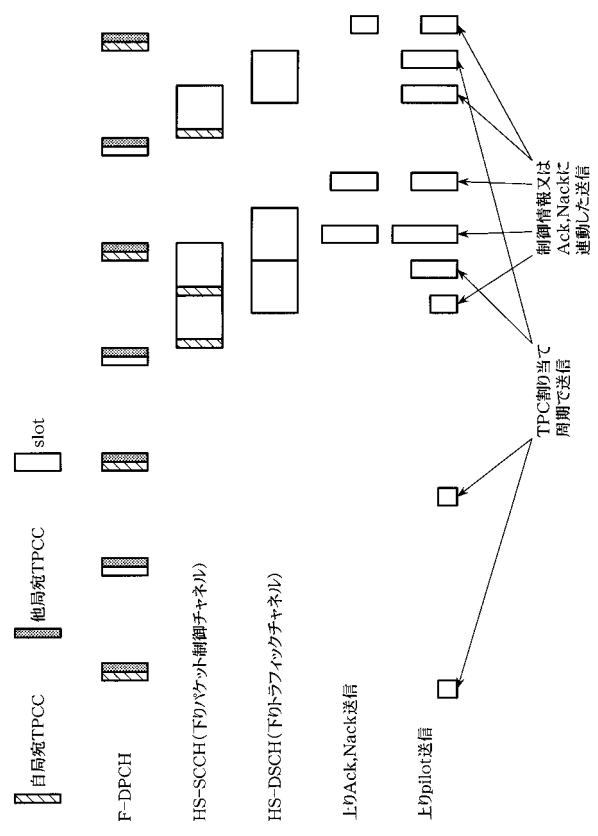 自局宛TPCC
他局宛TPCC
slot
F-DPCH
HS-SCCH(下りパケット制御チャネル)
HS-DSCH(下りトラフィックチャネル)
上りAck,Nack送信
上りpilot送信
TPC割り当て
周期で送信
制御情報又は
Ack,Nackに
連動した送信